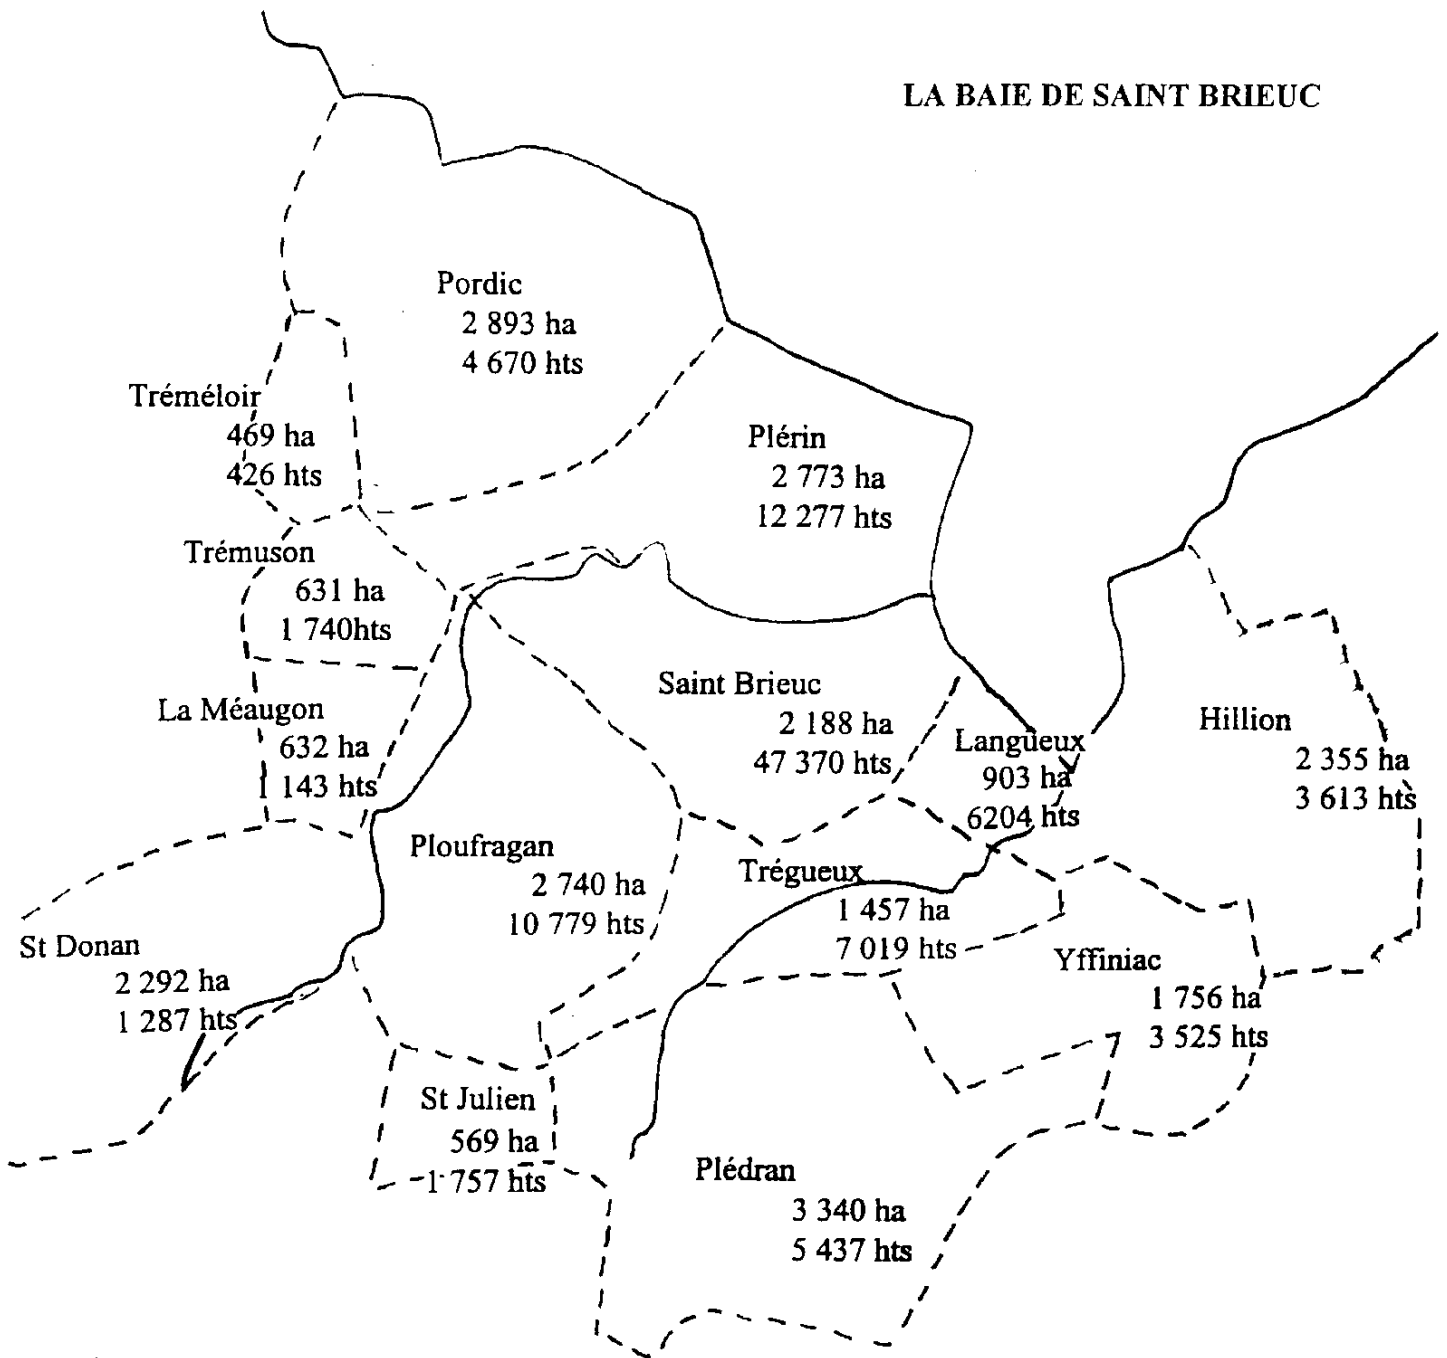 LA BAIE DE SAINT BRIEUC
Pordic
2 893 ha
4 670 hts
Tréméloir
469 ha
426 hts
Plérin
2 773 ha
12 277 hts
Trémuson
631 ha
1 740hts
Saint Brieuc
2 188 ha
47 370 hts
La Méaugon
632 ha
1 143 hts
Langueux
903 ha
6204 hts
Hillion
2 355 ha
3 613 hts
Ploufragan
2 740 ha
10 779 hts
Trégueux
1 457 ha
7 019 hts
St Donan
2 292 ha
1 287 hts
Yffiniac
1 756 ha
3 525 hts
St Julien
569 ha
1 757 hts
Plédran
3 340 ha
5 437 hts